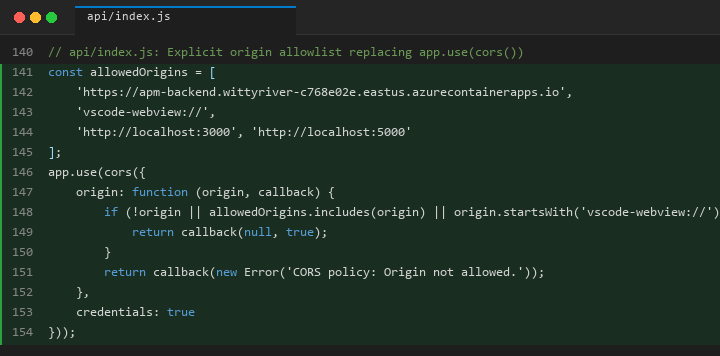 api/index.js
140 // api/index.js: Explicit origin allowlist replacing app.use(cors())
141 const allowedOrigins = [
142     'https://apm-backend.wittyriver-c768e02e.eastus.azurecontainerapps.io',
143     'vscode-webview://',
144     'http://localhost:3000', 'http://localhost:5000'
145 ];
146 app.use(cors({
147     origin: function (origin, callback) {
148         if (!origin || allowedOrigins.includes(origin) || origin.startsWith('vscode-webview://')
149             return callback(null, true);
150         }
151         return callback(new Error('CORS policy: Origin not allowed.'));
152     },
153     credentials: true
154 }));